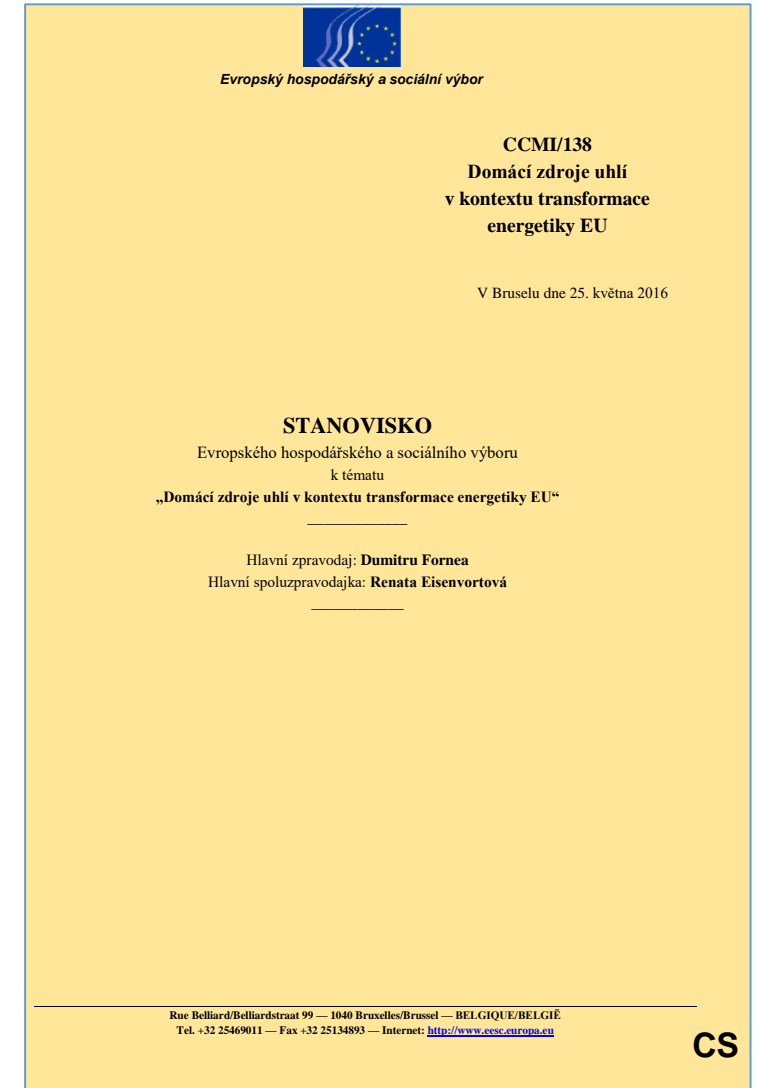 Evropský hospodářský a sociální výbor
CCMI/138
Domácí zdroje uhlí
v kontextu transformace
energetiky EU
V Bruselu dne 25. května 2016
STANOVISKO
Evropského hospodářského a sociálního výboru
k tématu
„Domácí zdroje uhlí v kontextu transformace energetiky EU“
_____________
Hlavní zpravodaj: Dumitru Fornea
Hlavní spoluzpravodajka: Renata Eisenvortová
____________
Rue Belliard/Belliardstraat 99 — 1040 Bruxelles/Brussel — BELGIQUE/BELGIË
Tel. +32 25469011 — Fax +32 25134893 — Internet: http://www.eesc.europa.eu
CS